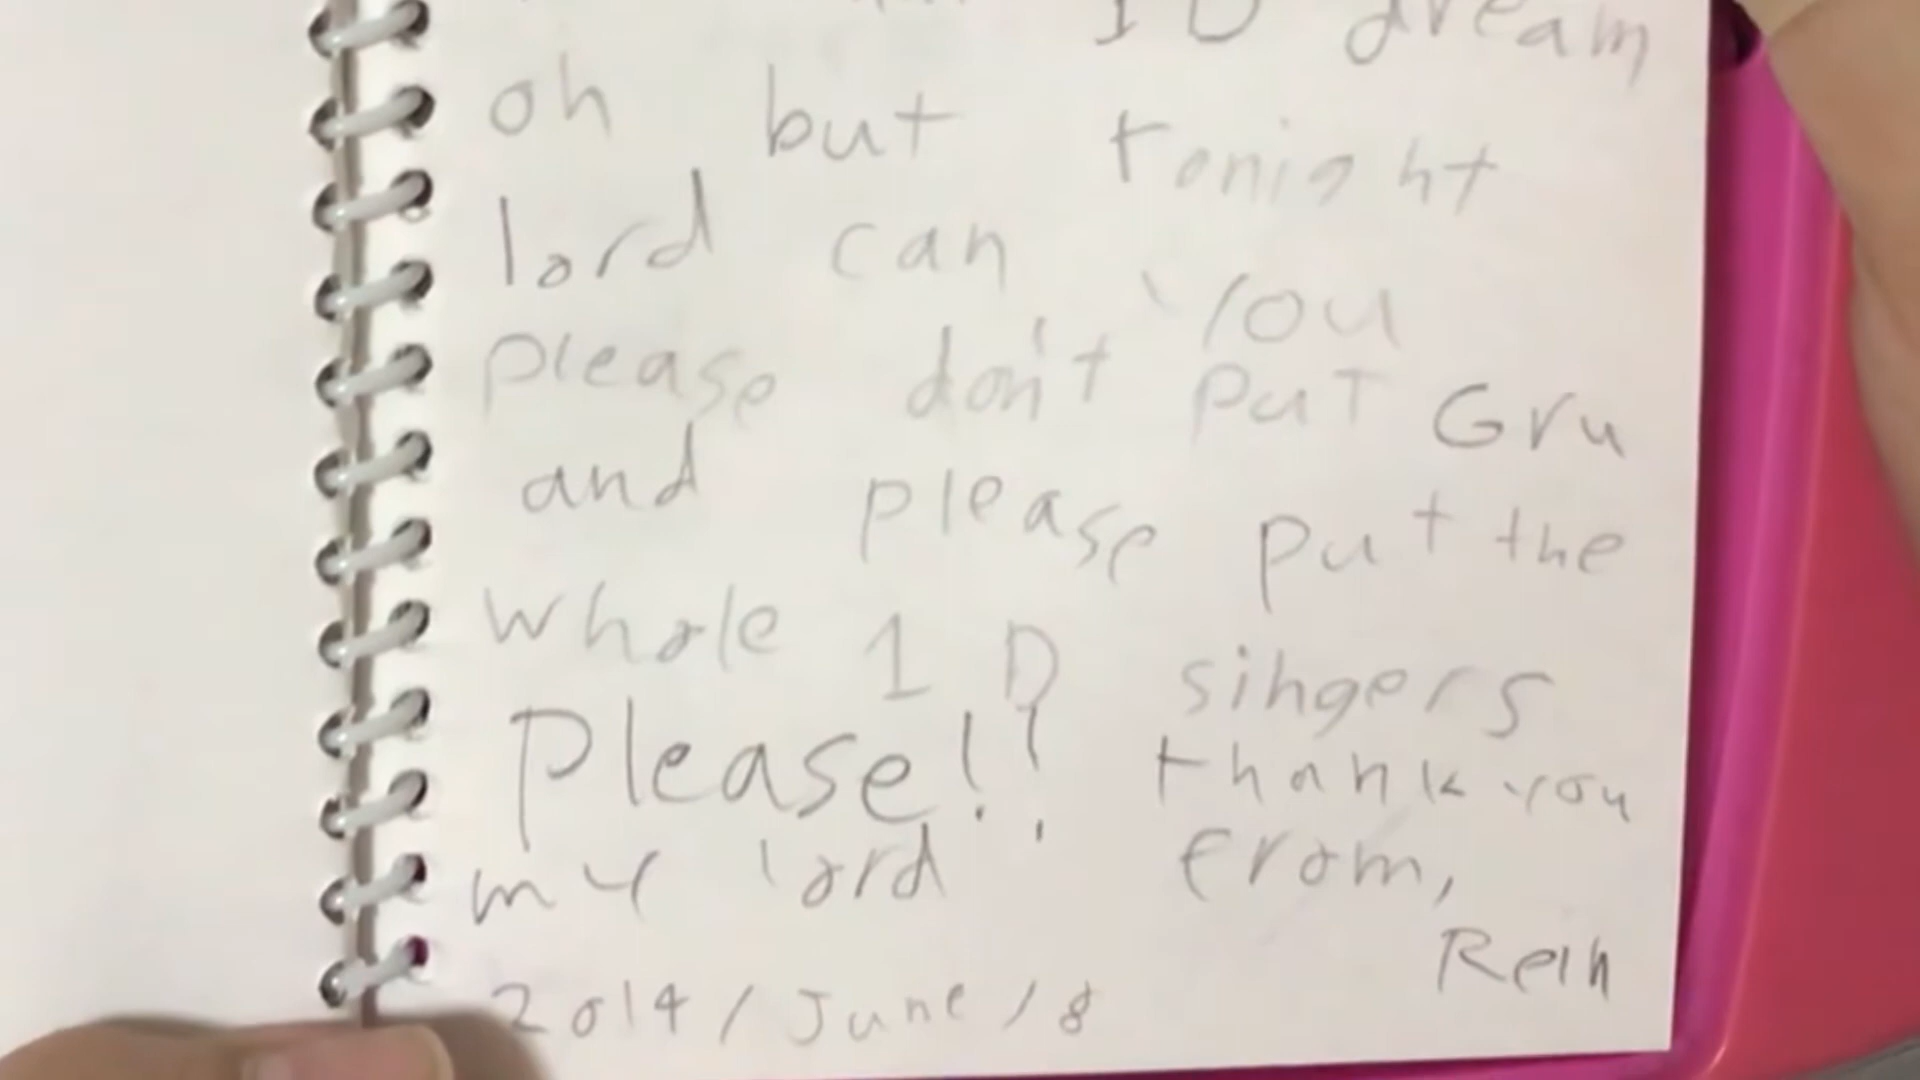 1D dream
oh but tonight
lord can you
please don't put Gru
and please put the
whole 1D singers
Please!! thank you
my lord from,
Rein
2014/June/8